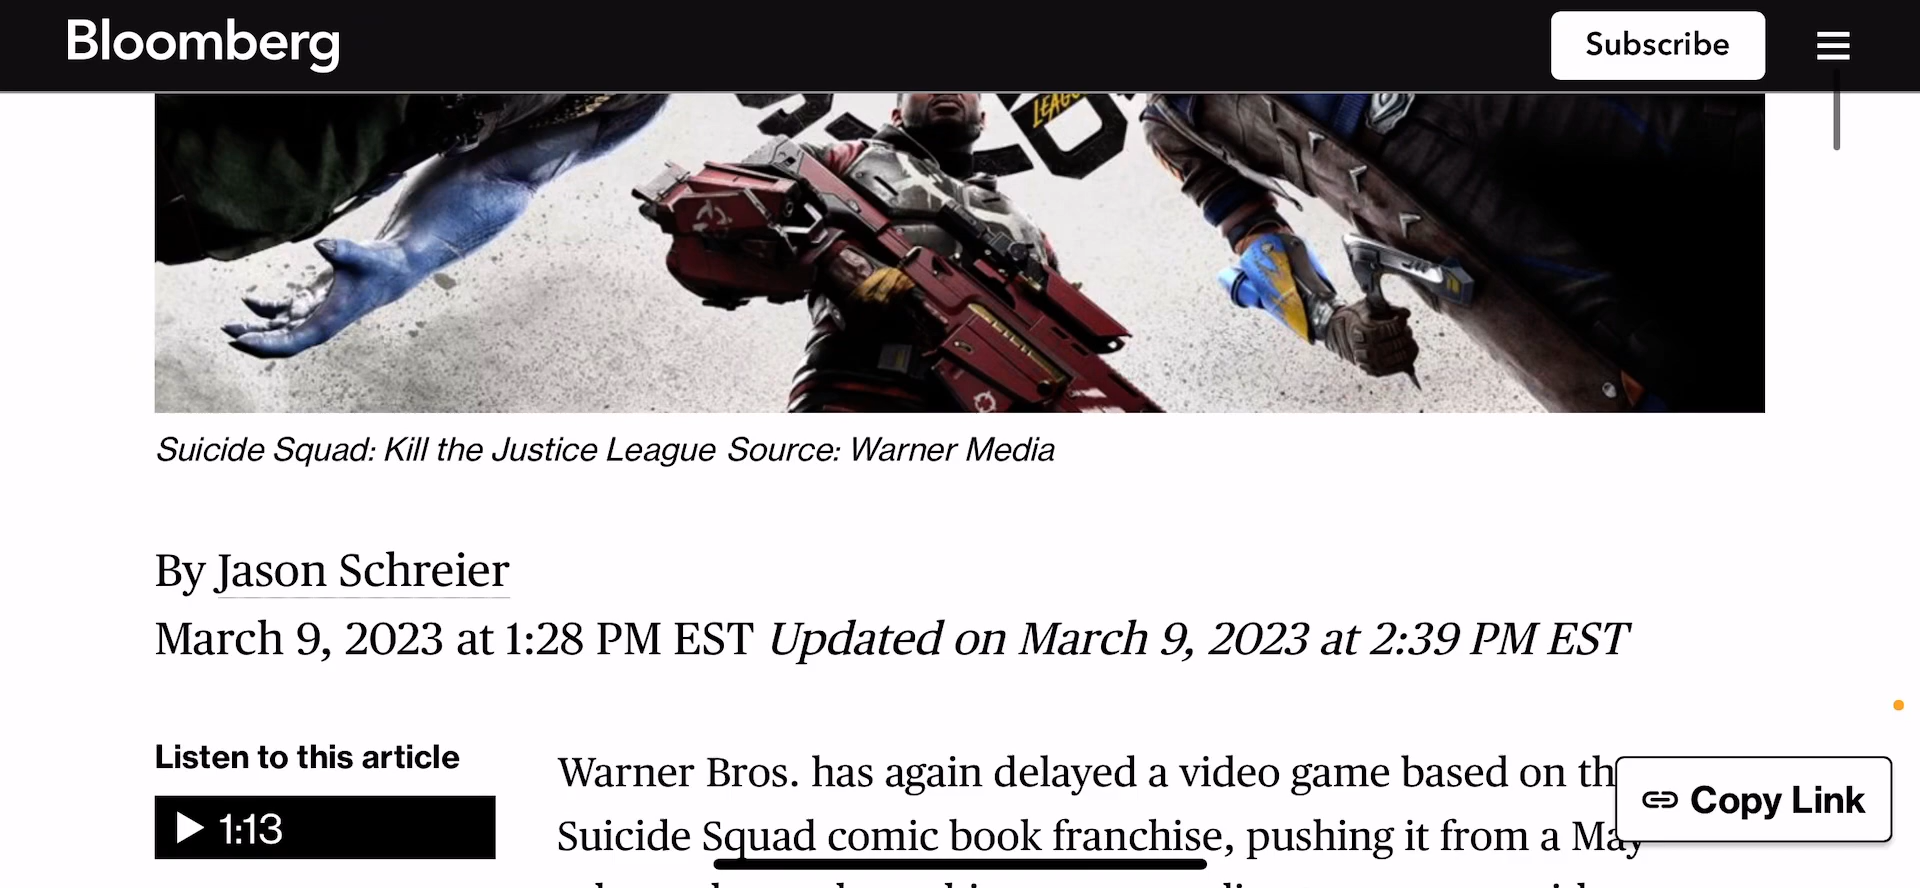 Bloomberg
Subscribe
LEAGU
Suicide Squad: Kill the Justice League Source: Warner Media
By Jason Schreier
March 9, 2023 at 1:28 PM EST Updated on March 9, 2023 at 2:39 PM EST
Listen to this article
1:13
Warner Bros. has again delayed a video game based on th
Suicide Squad comic book franchise, pushing it from a May
Copy Link